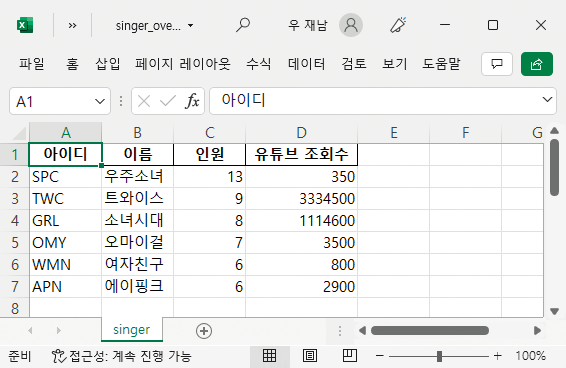 singer_ove... 우 재남
파일 홈 삽입 페이지 레이아웃 수식 데이터 검토 보기 도움말
A1 fx 아이디
A B C D E F G
1 아이디 이름 인원 유튜브 조회수
2 SPC 우주소녀 13 350
3 TWC 트와이스 9 3334500
4 GRL 소녀시대 8 1114600
5 OMY 오마이걸 7 3500
6 WMN 여자친구 6 800
7 APN 에이핑크 6 2900
8
singer
준비 접근성: 계속 진행 가능 100%